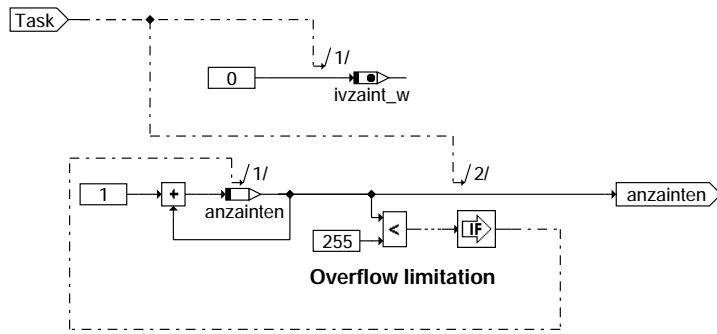 Task
/1/
0
ivzaint_w
/1/
/2/
1
+
anzainten
anzainten
255
<
IF
Overflow limitation